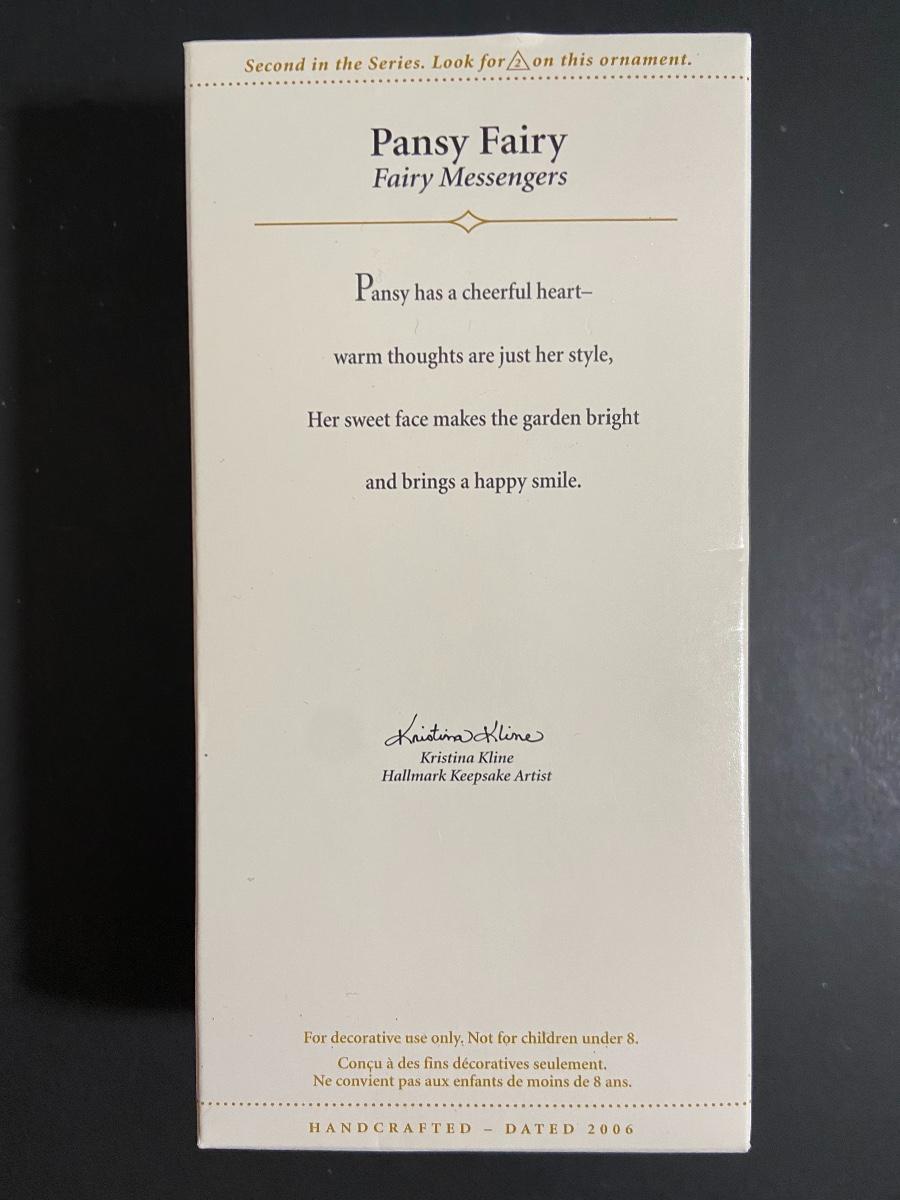 Second in the Series. Look for 2 on this ornament.
Pansy Fairy
Fairy Messengers
Pansy has a cheerful heart–
warm thoughts are just her style,
Her sweet face makes the garden bright
and brings a happy smile.
Kristina Kline
Kristina Kline
Hallmark Keepsake Artist
For decorative use only. Not for children under 8.
Conçu à des fins décoratives seulement.
Ne convient pas aux enfants de moins de 8 ans.
HANDCRAFTED – DATED 2006